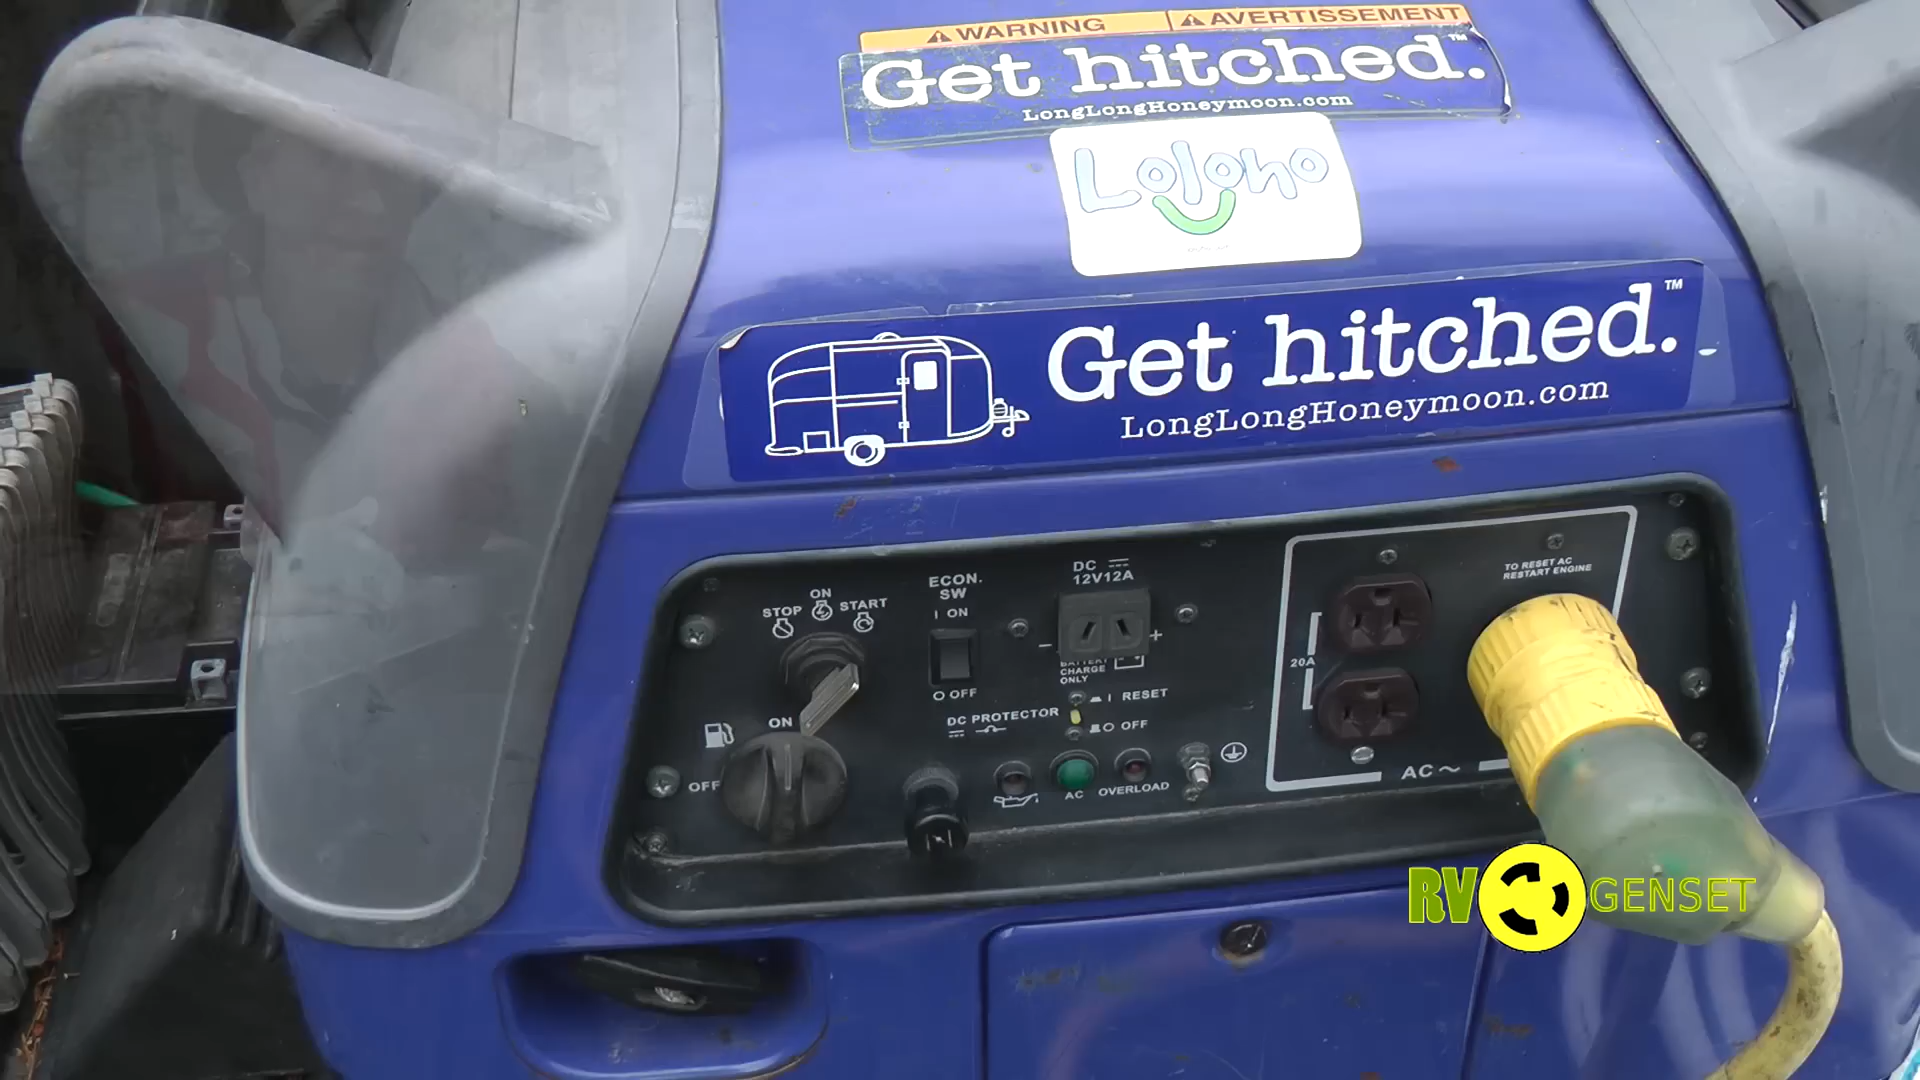 WARNING
AVERTISSEMENT
Get hitched.™
LongLongHoneymoon.com
Loloho
Get hitched.™
LongLongHoneymoon.com
STOP
ON
START
ECON.
SW
I ON
O OFF
DC
12V12A
- +
BATTERY
CHARGE
ONLY
RESET
DC PROTECTOR
OFF
ON
OFF
AC
OVERLOAD
TO RESET AC
RESTART ENGINE
20A
AC ~
RV GENSET